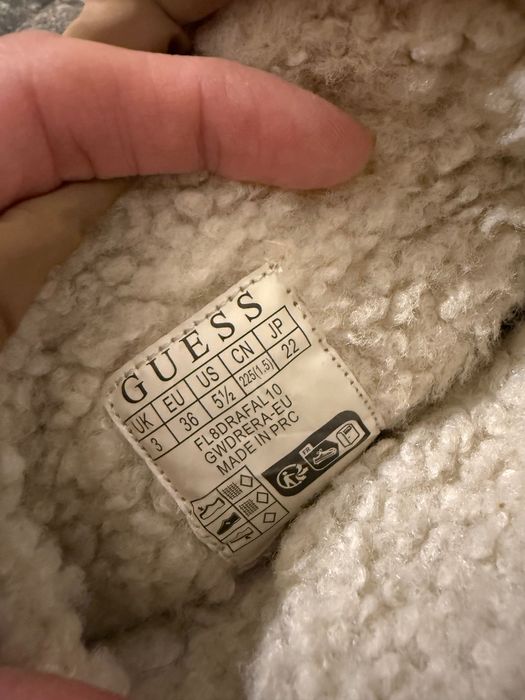 GUESS
UK EU US CN JP
3 36 5½ 225(1.5) 22
FL8DRAFAL10
GWDRERA-EU
MADE IN PRC
FR